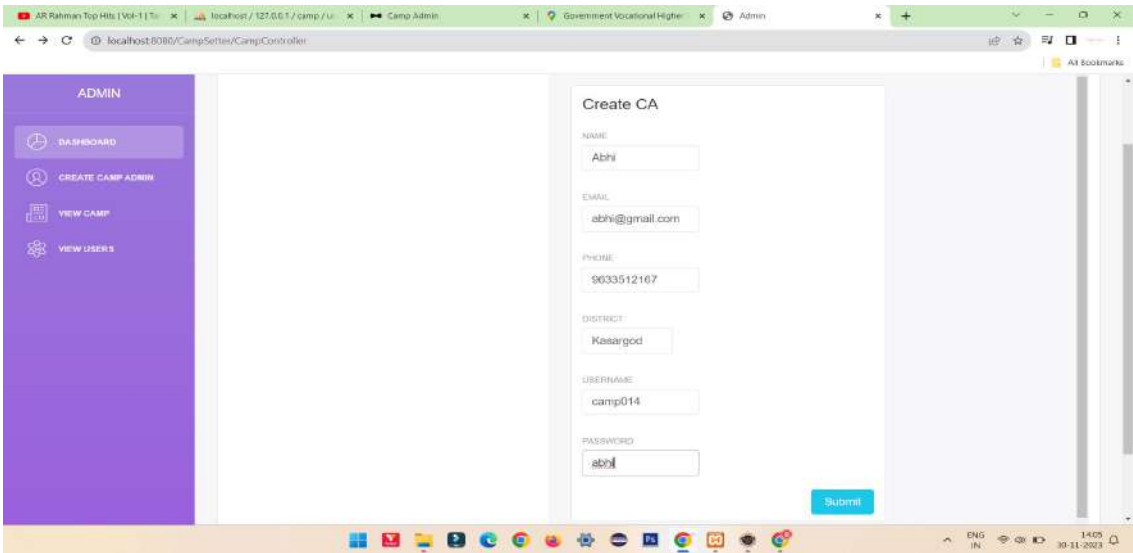 AR Rahman Top Hits | Vol-1 | To
localhost / 127.0.0.1 / camp / u
Camp Admin
Government Vocational Higher
Admin
localhost:8080/CampSetter/CampController
All Bookmarks
ADMIN
DASHBOARD
CREATE CAMP ADMIN
VIEW CAMP
VIEW USERS
Create CA
NAME
Abhi
EMAIL
abhi@gmail.com
PHONE
9633512167
DISTRICT
Kasargod
USERNAME
camp014
PASSWORD
abhi
Submit
ENG
IN
14:05
30-11-2023